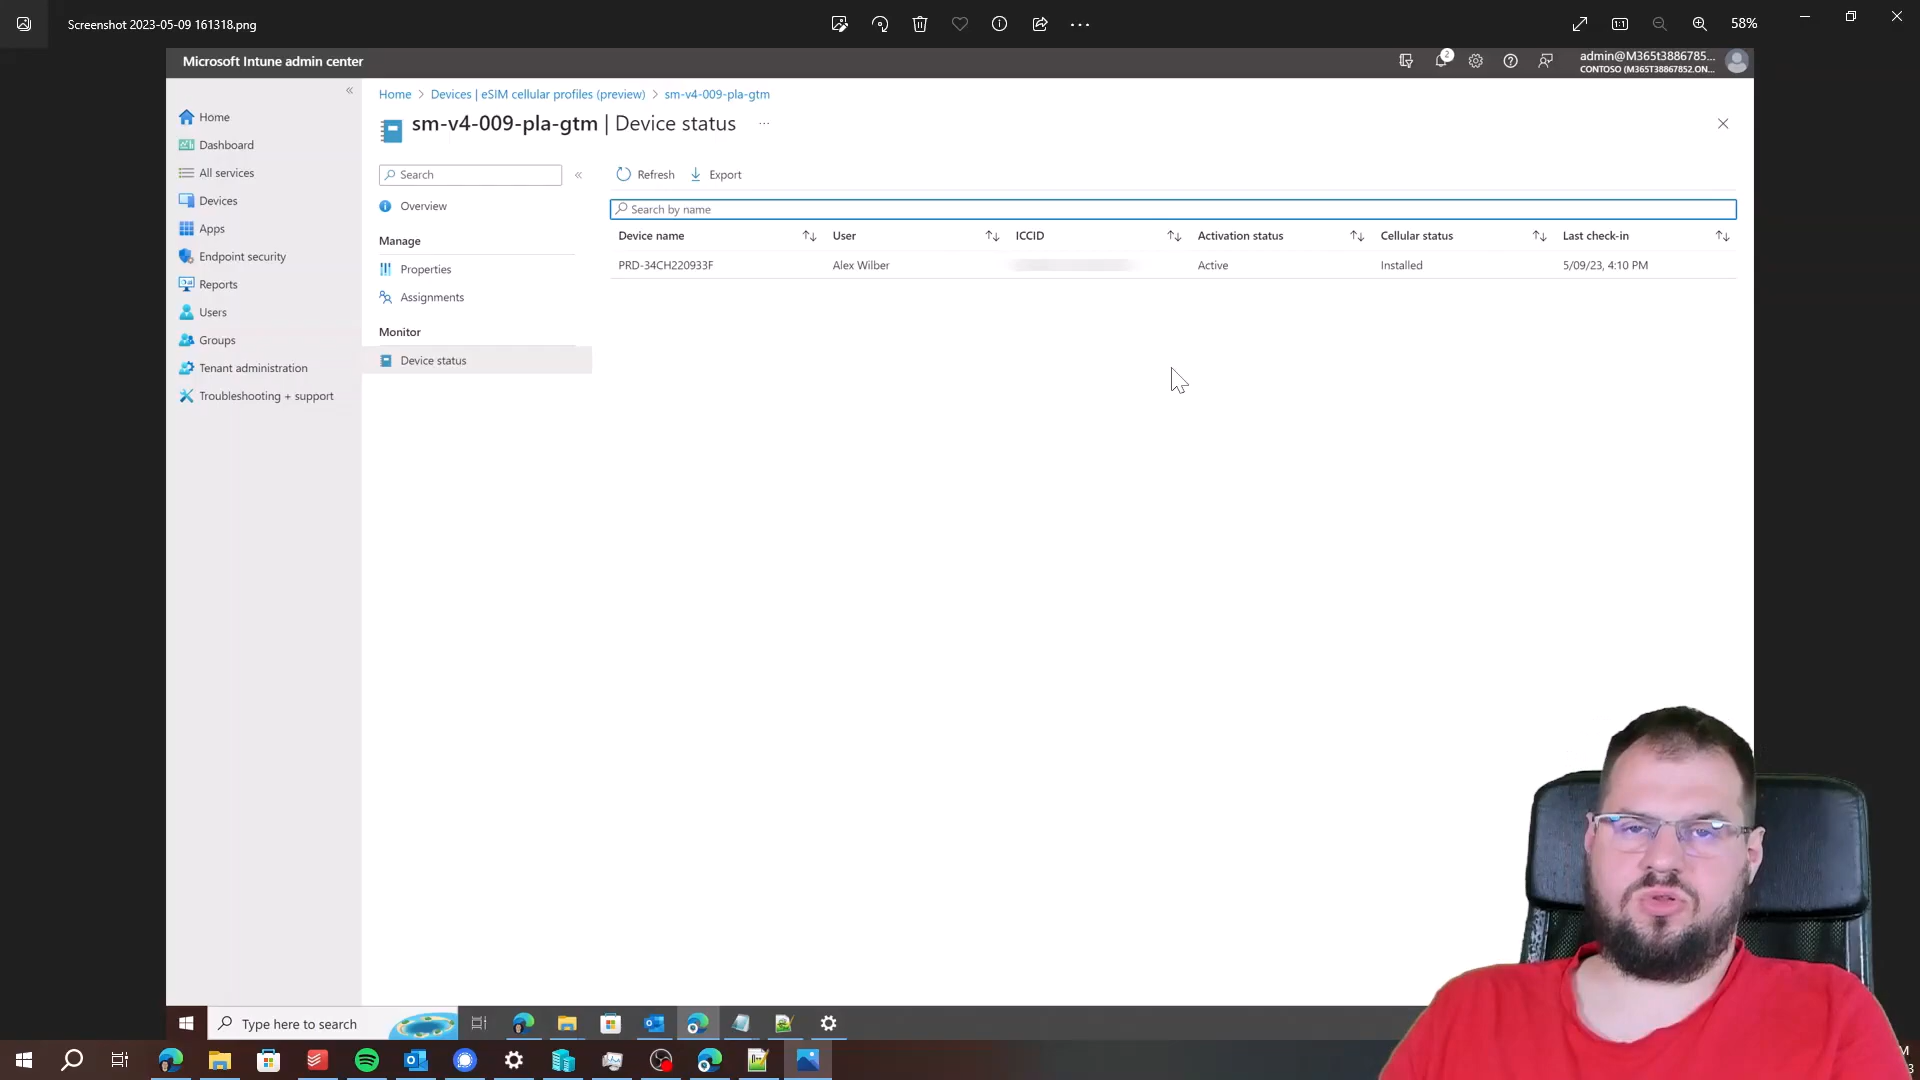 Screenshot 2023-05-09 161318.png
58%
Microsoft Intune admin center
2
admin@M365t3886785...
CONTOSO (M365T38867852.ON...
Home
Dashboard
All services
Devices
Apps
Endpoint security
Reports
Users
Groups
Tenant administration
Troubleshooting + support
Home > Devices | eSIM cellular profiles (preview) > sm-v4-009-pla-gtm
sm-v4-009-pla-gtm | Device status ...
Search
Overview
Manage
Properties
Assignments
Monitor
Device status
Refresh Export
Search by name
Device name User ICCID Activation status Cellular status Last check-in
PRD-34CH220933F Alex Wilber Active Installed 5/09/23, 4:10 PM
Type here to search